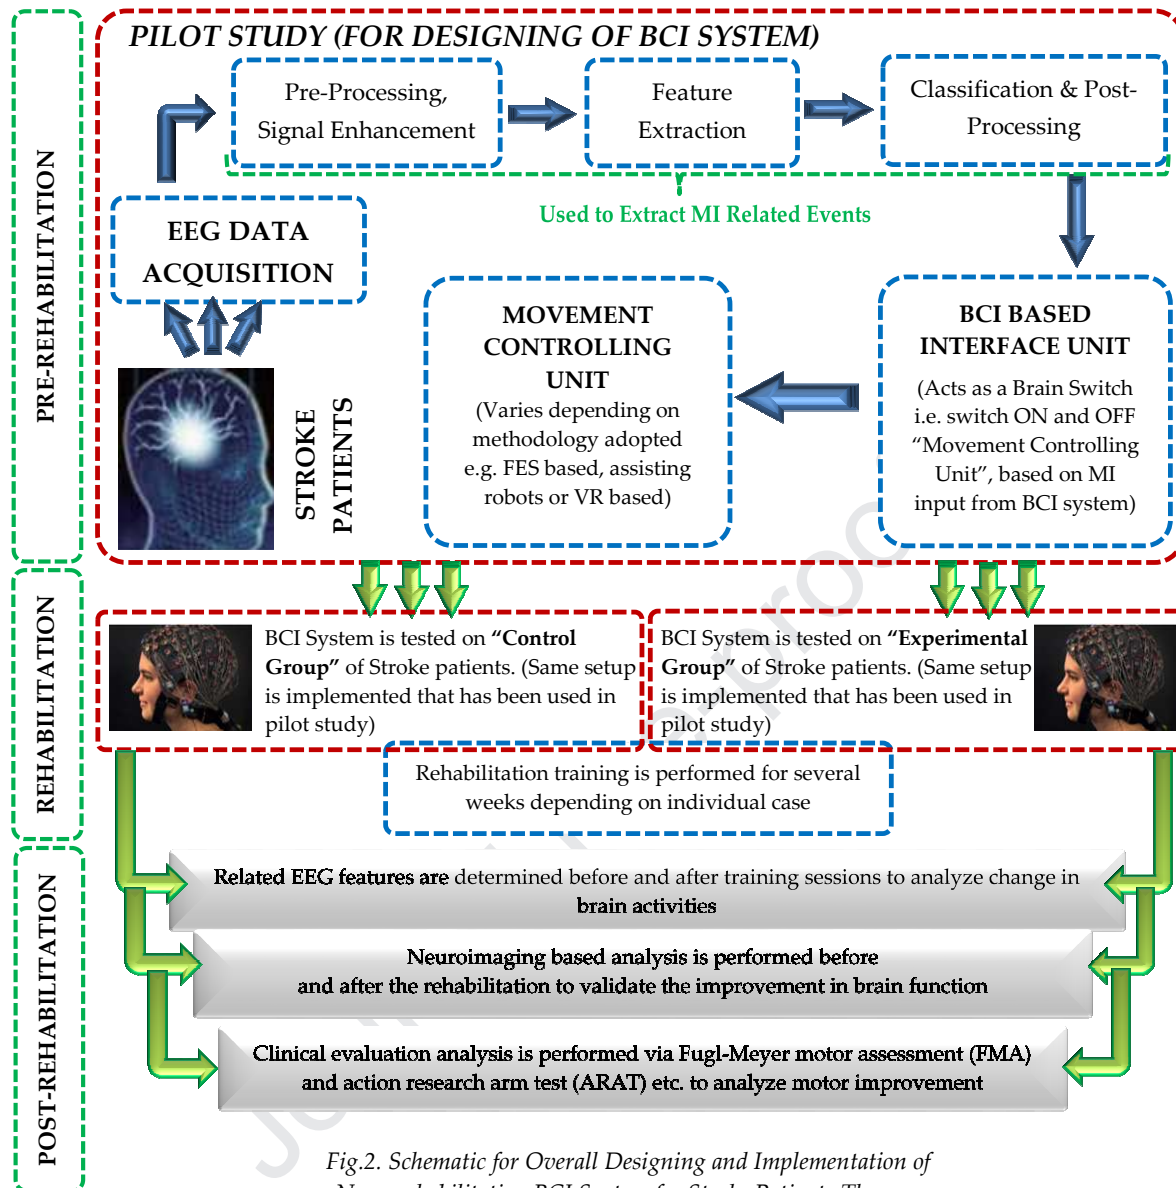 PILOT STUDY (FOR DESIGNING OF BCI SYSTEM)
PRE-REHABILITATION
Pre-Processing,
Signal Enhancement
Feature
Extraction
Classification & Post-
Processing
Used to Extract MI Related Events
EEG DATA
ACQUISITION
STROKE
PATIENTS
MOVEMENT
CONTROLLING
UNIT
(Varies depending on
methodology adopted
e.g. FES based, assisting
robots or VR based)
BCI BASED
INTERFACE UNIT
(Acts as a Brain Switch
i.e. switch ON and OFF
“Movement Controlling
Unit”, based on MI
input from BCI system)
REHABILITATION
BCI System is tested on “Control
Group” of Stroke patients. (Same setup
is implemented that has been used in
pilot study)
BCI System is tested on “Experimental
Group” of Stroke patients. (Same setup
is implemented that has been used in
pilot study)
Rehabilitation training is performed for several
weeks depending on individual case
POST-REHABILITATION
Related EEG features are determined before and after training sessions to analyze change in
brain activities
Neuroimaging based analysis is performed before
and after the rehabilitation to validate the improvement in brain function
Clinical evaluation analysis is performed via Fugl-Meyer motor assessment (FMA)
and action research arm test (ARAT) etc. to analyze motor improvement
Fig.2. Schematic for Overall Designing and Implementation of